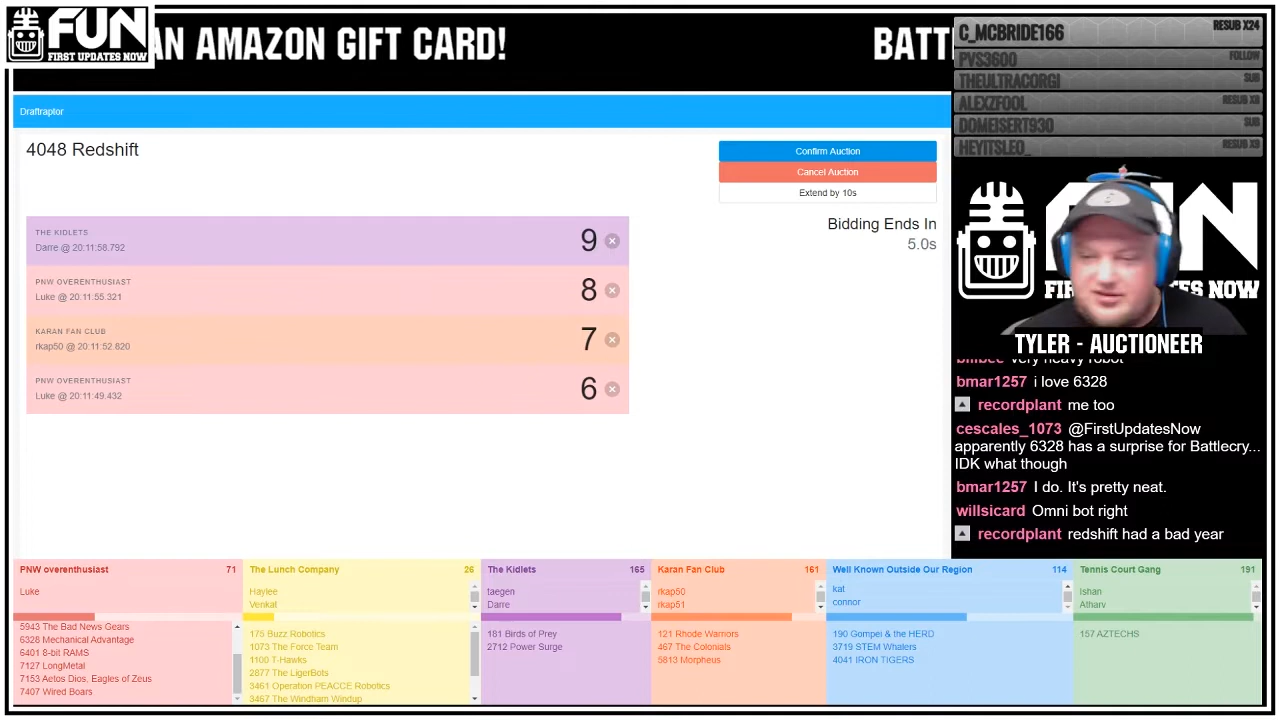 FUN
FIRST UPDATES NOW
AN AMAZON GIFT CARD!
BATT
C_MCBRIDE166 RESUB X24
PVS3600 FOLLOW
THEULTRACORGI SUB
ALEXZFOOL RESUB X8
DOMEISERT930 SUB
HEYITSLEO_ RESUB X9
Draftraptor
4048 Redshift
Confirm Auction
Cancel Auction
Extend by 10s
Bidding Ends In
5.0s
THE KIDLETS
Darre @ 20:11:58.792
9
PNW OVERENTHUSIAST
Luke @ 20:11:55.321
8
KARAN FAN CLUB
rkap50 @ 20:11:52.820
7
PNW OVERENTHUSIAST
Luke @ 20:11:49.432
6
TYLER - AUCTIONEER
billbee very heavy robot
bmar1257 i love 6328
recordplant me too
cescales_1073 @FirstUpdatesNow
apparently 6328 has a surprise for Battlecry...
IDK what though
bmar1257 I do. It's pretty neat.
willsicard Omni bot right
recordplant redshift had a bad year
PNW overenthusiast 71
Luke
5943 The Bad News Gears
6328 Mechanical Advantage
6401 8-bit RAMS
7127 LongMetal
7153 Aetos Dios, Eagles of Zeus
7407 Wired Boars
The Lunch Company 26
Haylee
Venkat
175 Buzz Robotics
1073 The Force Team
1100 T-Hawks
2877 The LigerBots
3461 Operation PEACCE Robotics
3467 The Windham Windup
The Kidlets 165
taegen
Darre
181 Birds of Prey
2712 Power Surge
Karan Fan Club 161
rkap50
rkap51
121 Rhode Warriors
467 The Colonials
5813 Morpheus
Well Known Outside Our Region 114
kat
connor
190 Gompei & the HERD
3719 STEM Whalers
4041 IRON TIGERS
Tennis Court Gang 191
Ishan
Atharv
157 AZTECHS